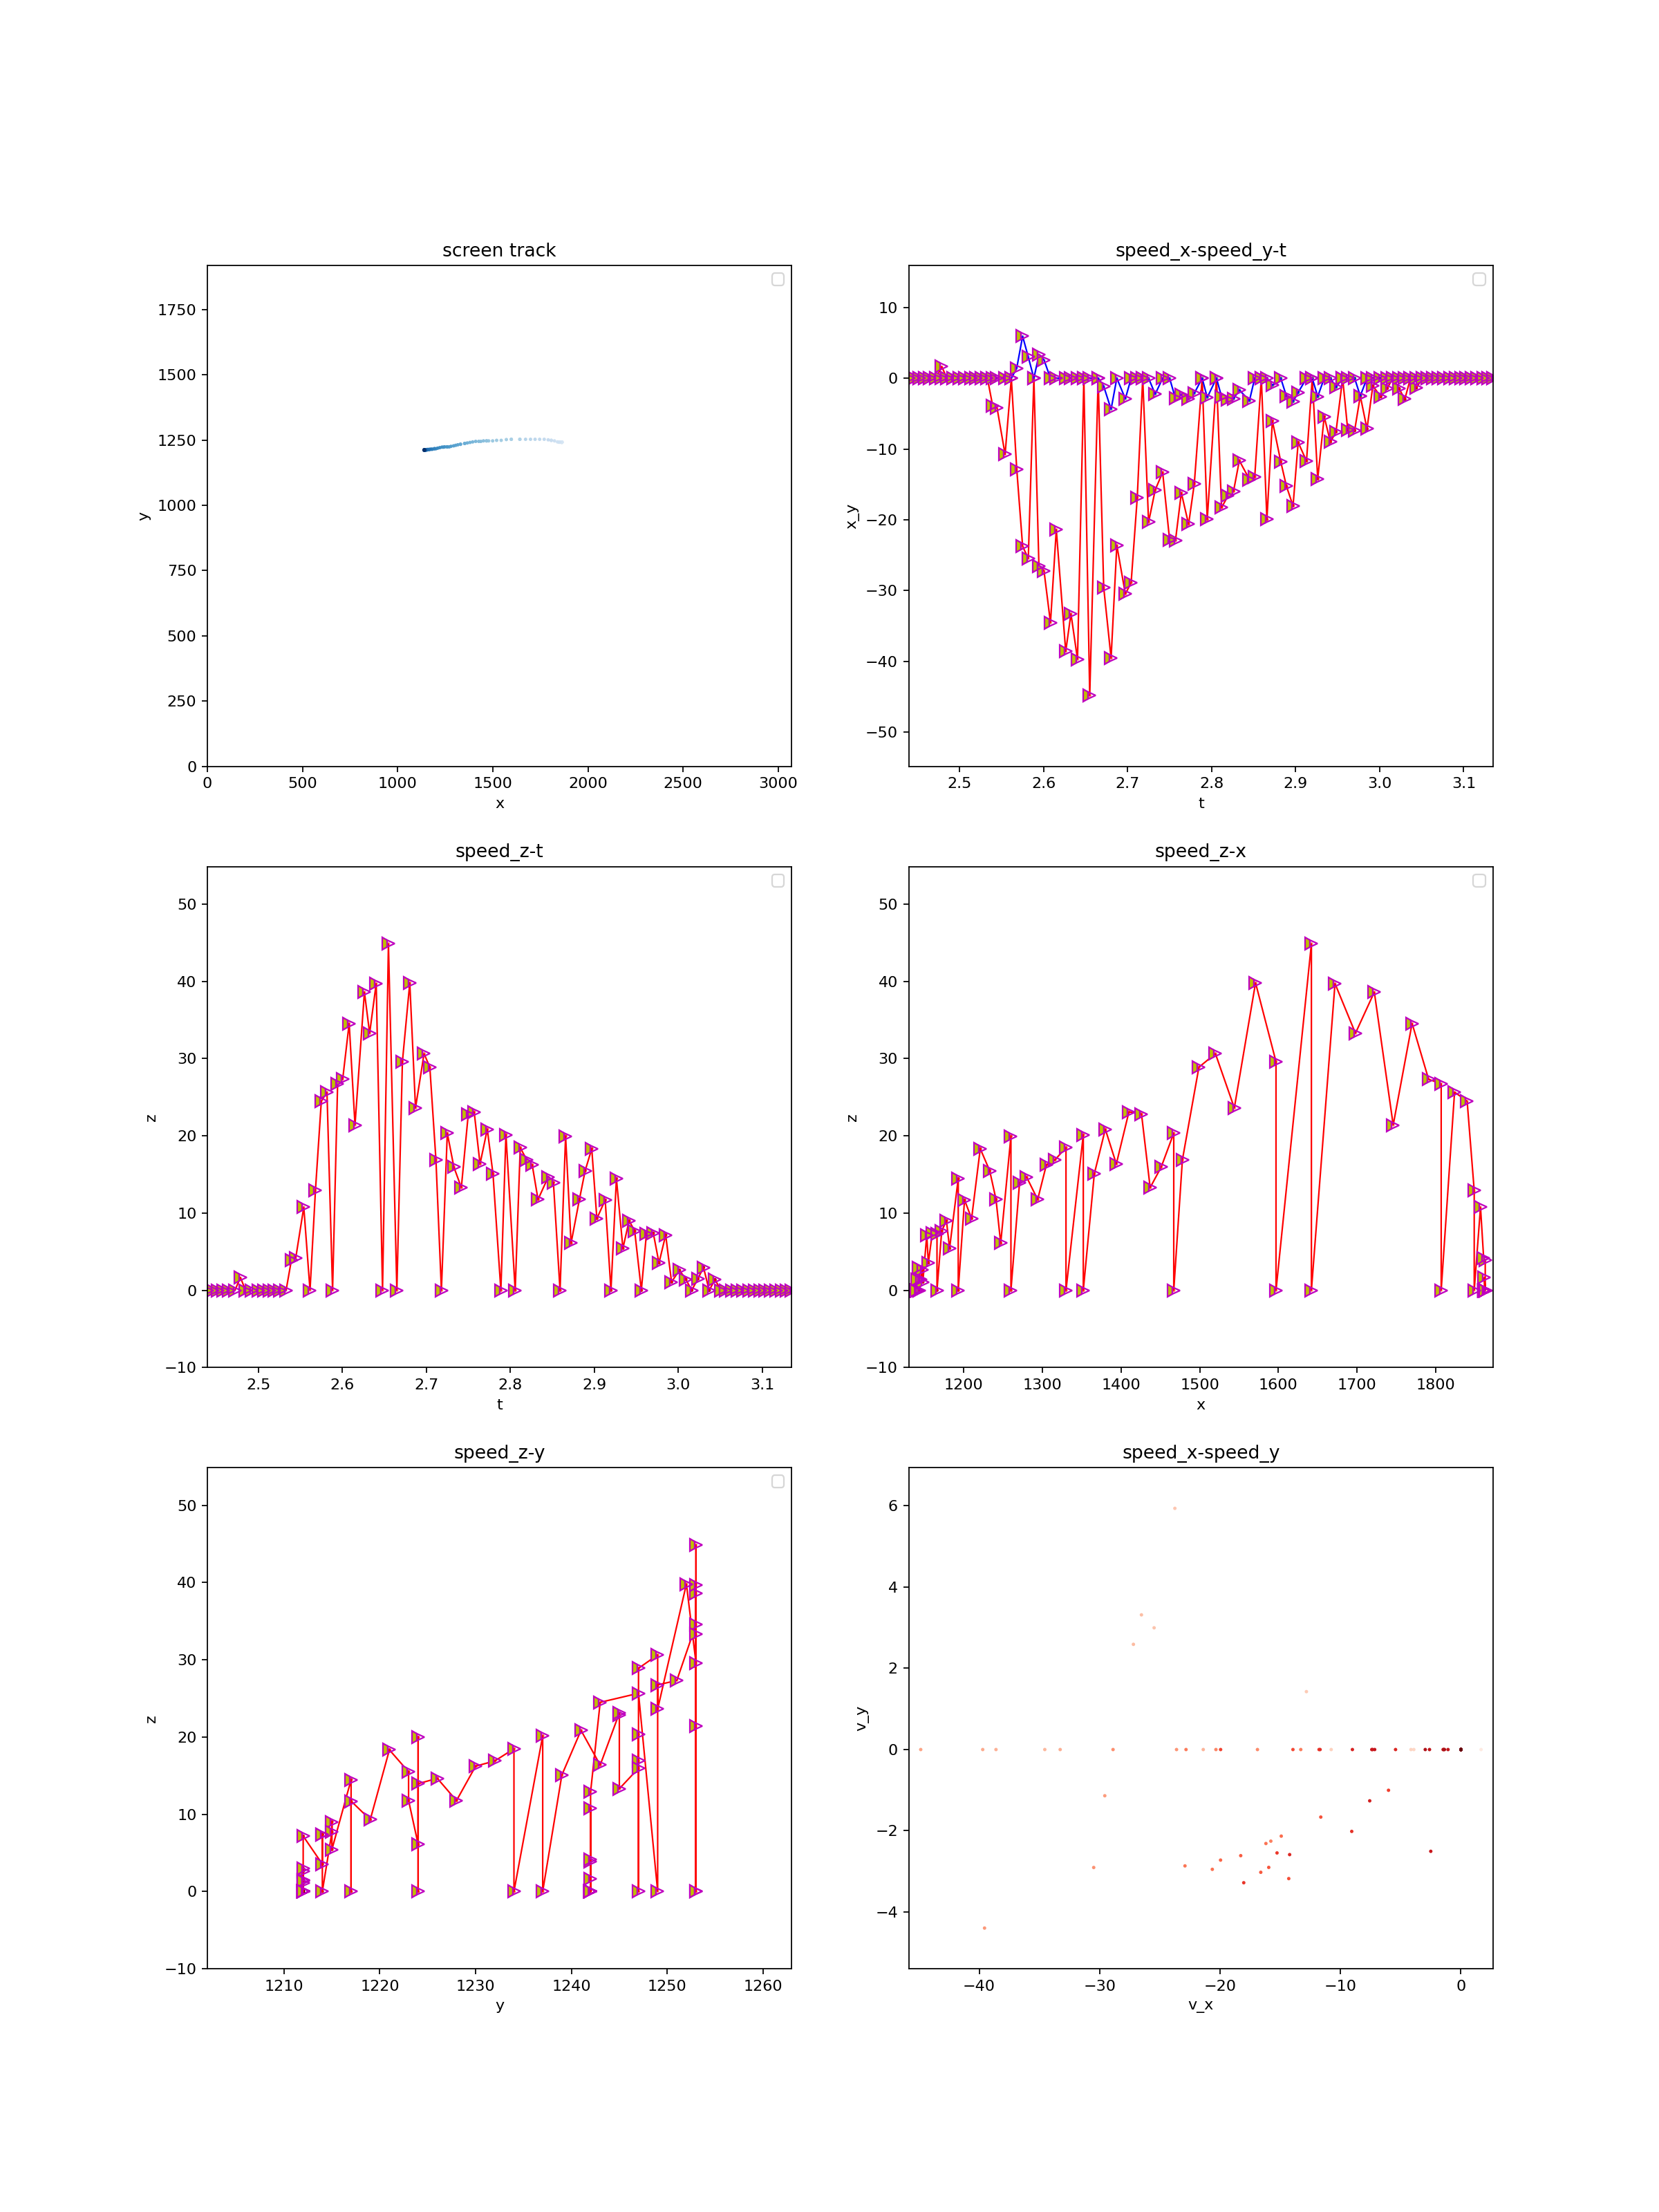 screen track
1750
1500
1250
1000
750
500
250
0
y
0 500 1000 1500 2000 2500 3000
x
speed_x-speed_y-t
10
0
−10
−20
−30
−40
−50
x_y
2.5 2.6 2.7 2.8 2.9 3.0 3.1
t
speed_z-t
50
40
30
20
10
0
−10
z
2.5 2.6 2.7 2.8 2.9 3.0 3.1
t
speed_z-x
50
40
30
20
10
0
−10
z
1200 1300 1400 1500 1600 1700 1800
x
speed_z-y
50
40
30
20
10
0
−10
z
1210 1220 1230 1240 1250 1260
y
speed_x-speed_y
6
4
2
0
−2
−4
v_y
−40 −30 −20 −10 0
v_x